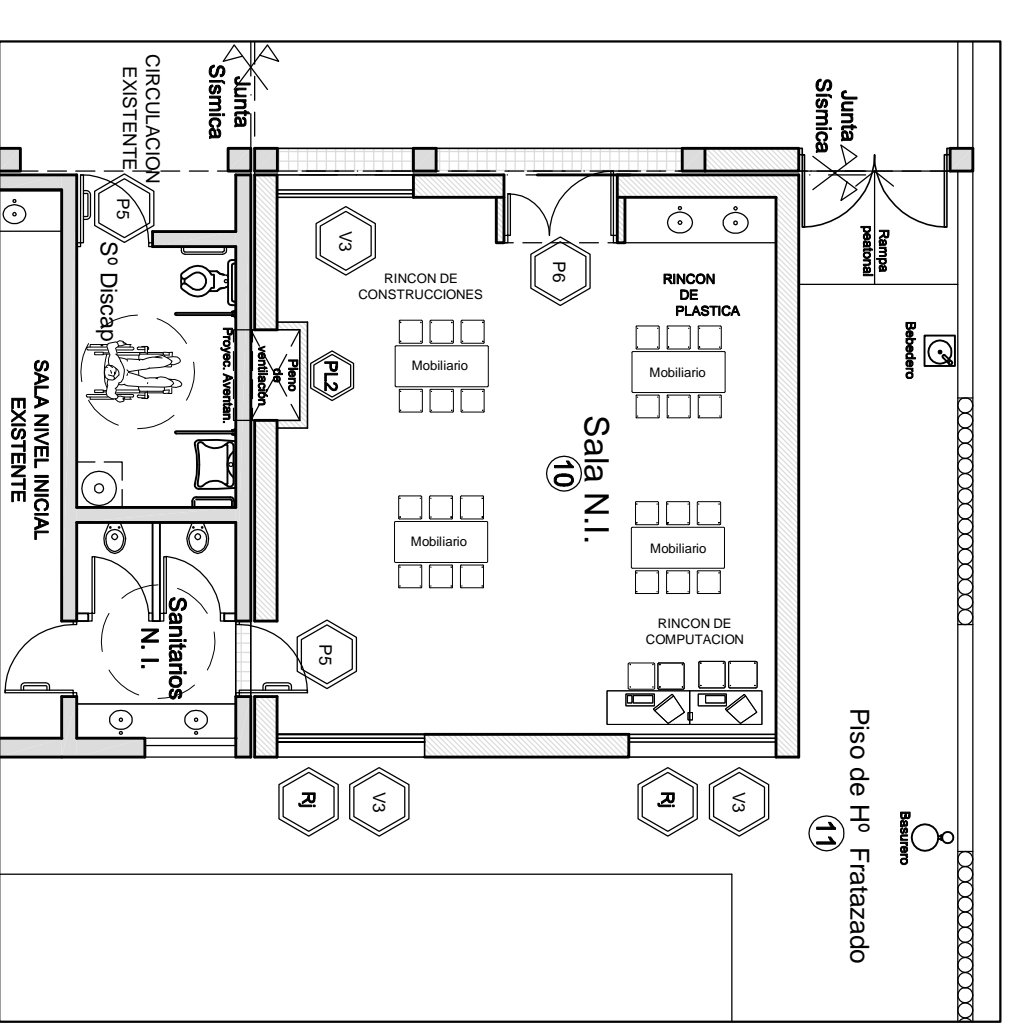 CIRCULACION
EXISTENTE
Junta
Sísmica
Junta
Sísmica
P5
Sº Discap
V3
RINCON DE
CONSTRUCCIONES
P6
RINCON
DE
PLASTICA
Rampa
peatonal
Bebedero
Proyec. Aventan.
Pleno
de
ventilación
PL2
Mobiliario
Mobiliario
SALA NIVEL INICIAL
EXISTENTE
Sala N.I.
10
Mobiliario
Mobiliario
Sanitarios
N. I.
P5
RINCON DE
COMPUTACION
Rj
V3
Rj
V3
Piso de Hº Fratazado
11
Basurero